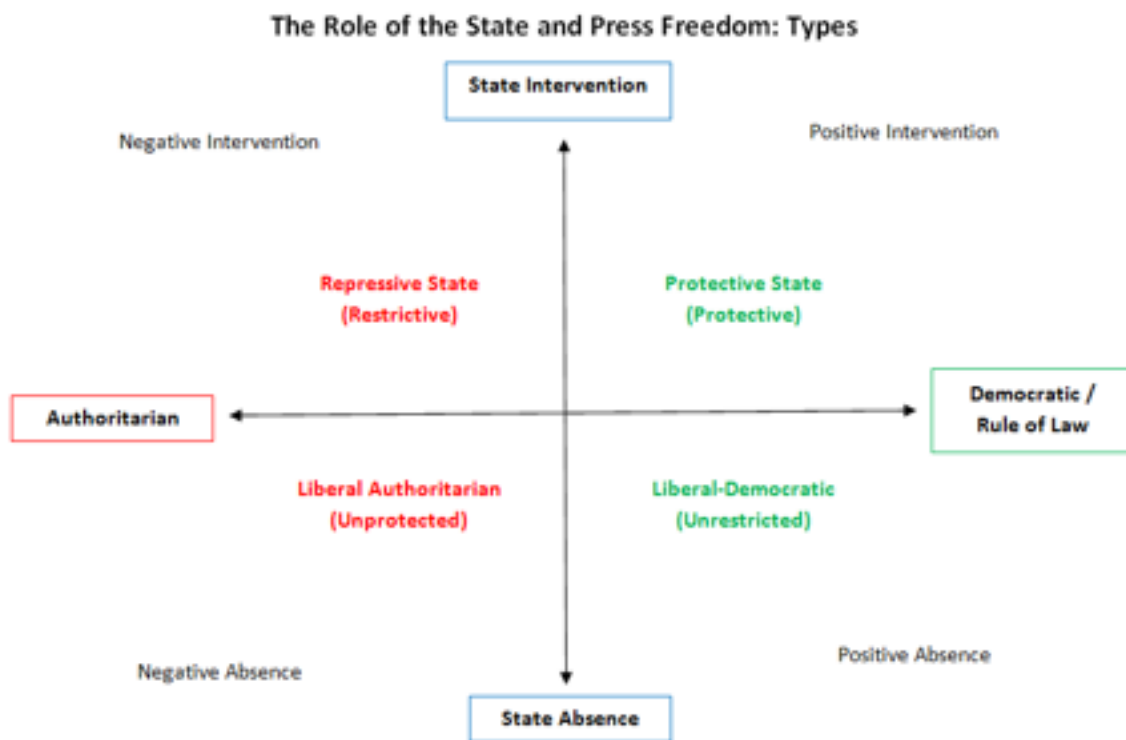 The Role of the State and Press Freedom: Types
State Intervention
Negative Intervention
Positive Intervention
Repressive State
(Restrictive)
Protective State
(Protective)
Authoritarian
Democratic /
Rule of Law
Liberal Authoritarian
(Unprotected)
Liberal-Democratic
(Unrestricted)
Negative Absence
Positive Absence
State Absence